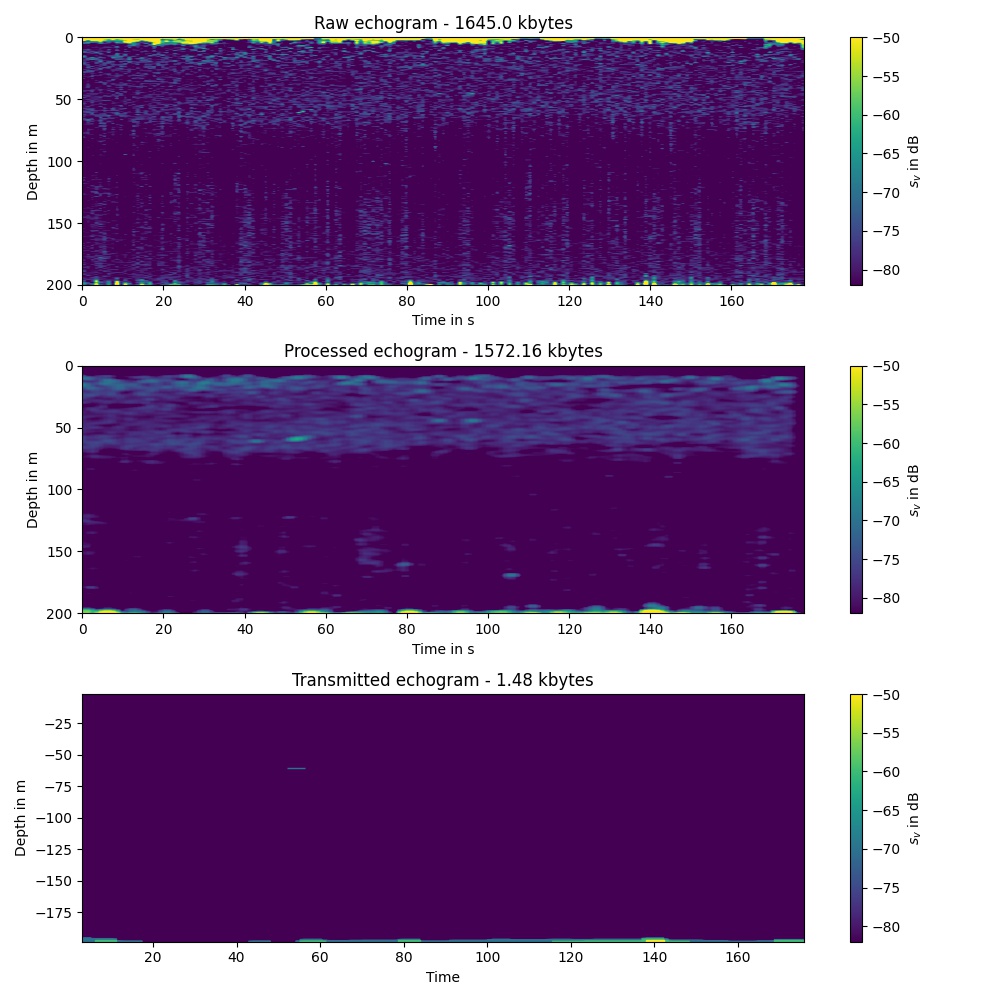 Raw echogram - 1645.0 kbytes
0
50
100
150
200
Depth in m
0 20 40 60 80 100 120 140 160
Time in s
−50
−55
−60
−65
−70
−75
−80
s_v in dB
Processed echogram - 1572.16 kbytes
0
50
100
150
200
Depth in m
0 20 40 60 80 100 120 140 160
Time in s
−50
−55
−60
−65
−70
−75
−80
s_v in dB
Transmitted echogram - 1.48 kbytes
−25
−50
−75
−100
−125
−150
−175
Depth in m
20 40 60 80 100 120 140 160
Time
−50
−55
−60
−65
−70
−75
−80
s_v in dB